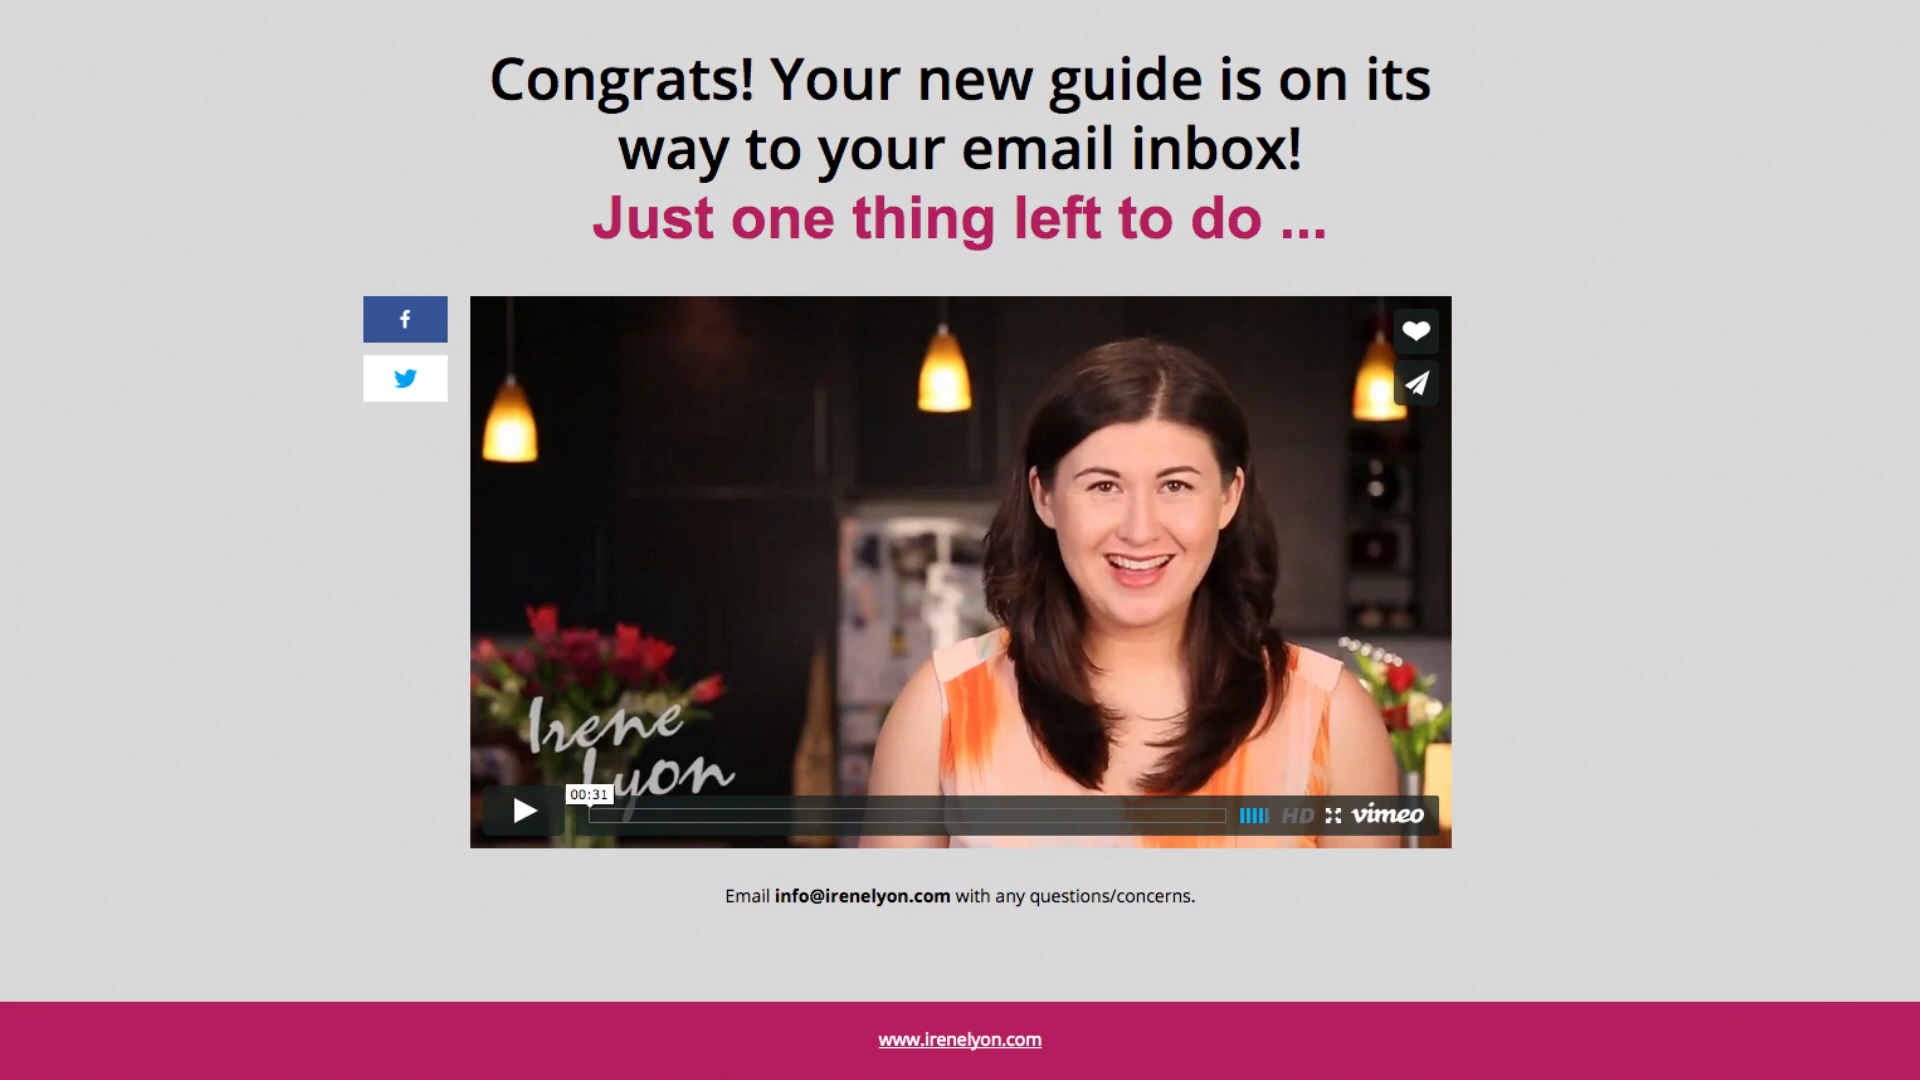 Congrats! Your new guide is on its
way to your email inbox!
Just one thing left to do ...
f
Irene
Lyon
00:31
HD
vimeo
Email info@irenelyon.com with any questions/concerns.
www.irenelyon.com